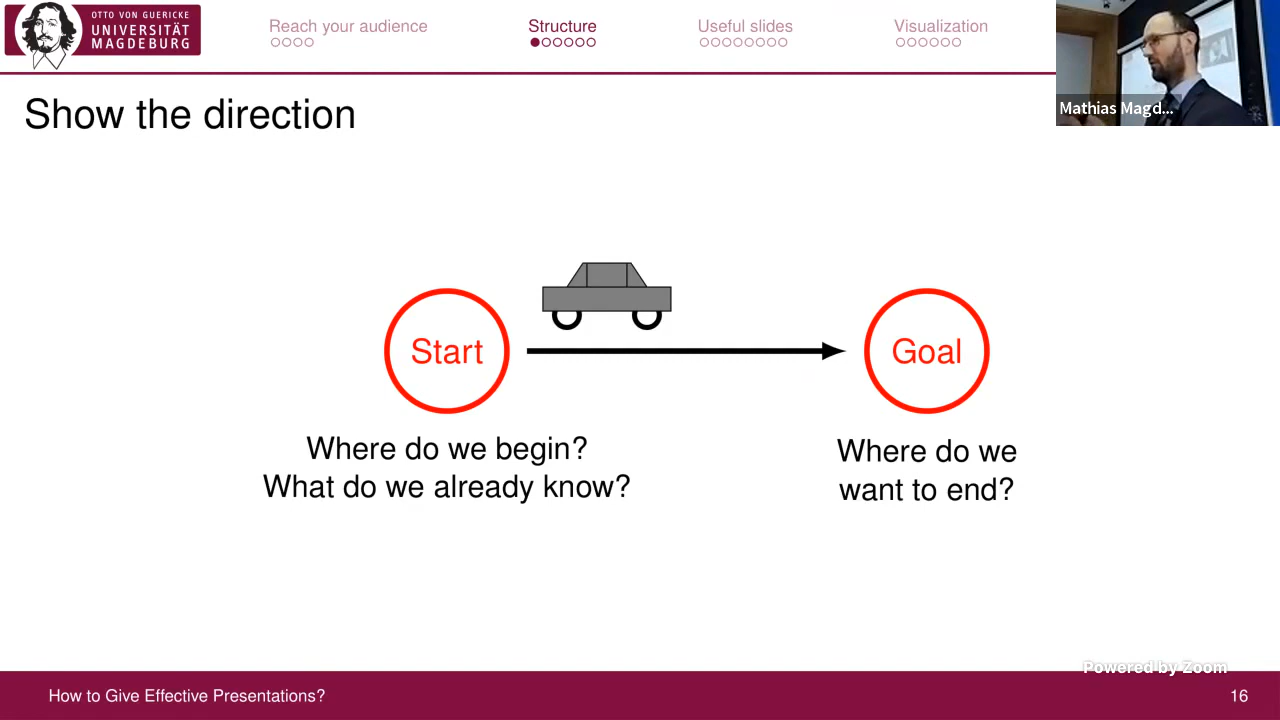 OTTO VON GUERICKE
UNIVERSITÄT
MAGDEBURG
Reach your audience
Structure
Useful slides
Visualization
Mathias Magd...
Show the direction
Start
Goal
Where do we begin?
What do we already know?
Where do we
want to end?
Powered by Zoom
How to Give Effective Presentations?
16